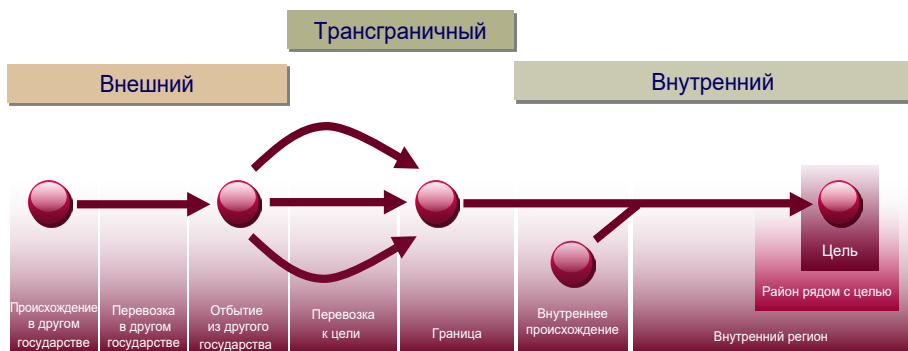 Трансграничный
Внешний
Внутренний
Цель
Район рядом с целью
Происхождение
в другом
государстве
Перевозка
в другом
государстве
Отбытие
из другого
государства
Перевозка
к цели
Граница
Внутреннее
происхождение
Внутренний регион